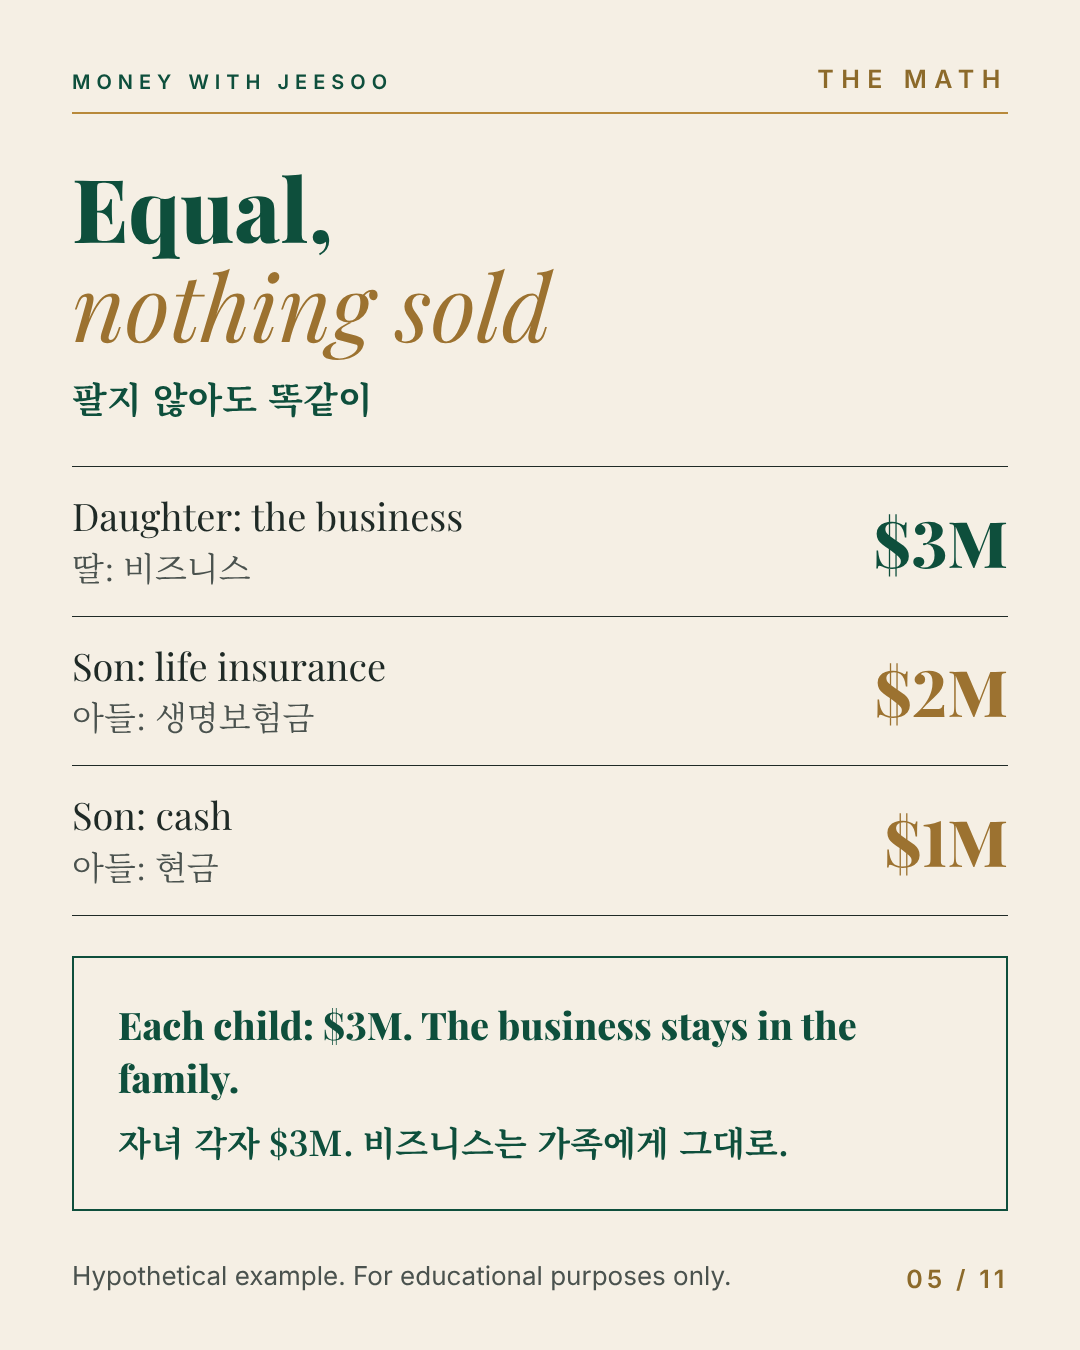 MONEY WITH JEESOO
THE MATH
Equal,
nothing sold
팔지 않아도 똑같이
Daughter: the business
딸: 비즈니스
$3M
Son: life insurance
아들: 생명보험금
$2M
Son: cash
아들: 현금
$1M
Each child: $3M. The business stays in the
family.
자녀 각자 $3M. 비즈니스는 가족에게 그대로.
Hypothetical example. For educational purposes only.
05 / 11